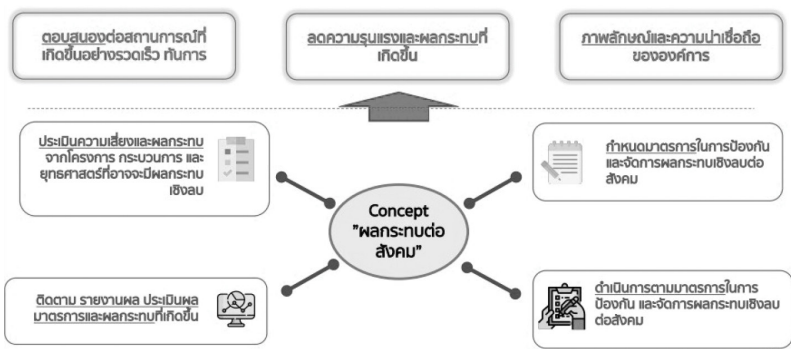 ตอบสนองต่อสถานการณ์ที่
เกิดขึ้นอย่างรวดเร็ว ทันการ
ลดความรุนแรงและผลกระทบที่
เกิดขึ้น
ภาพลักษณ์และความน่าเชื่อถือ
ขององค์การ
ประเมินความเสี่ยงและผลกระทบ
จากโครงการ กระบวนการ และ
ยุทธศาสตร์ที่อาจจะมีผลกระทบ
เชิงลบ
กำหนดมาตรการในการป้องกัน
และจัดการผลกระทบเชิงลบต่อ
สังคม
Concept
"ผลกระทบต่อ
สังคม"
ติดตาม รายงานผล ประเมินผล
มาตรการและผลกระทบที่เกิดขึ้น
ดำเนินการตามมาตรการในการ
ป้องกัน และจัดการผลกระทบเชิงลบ
ต่อสังคม